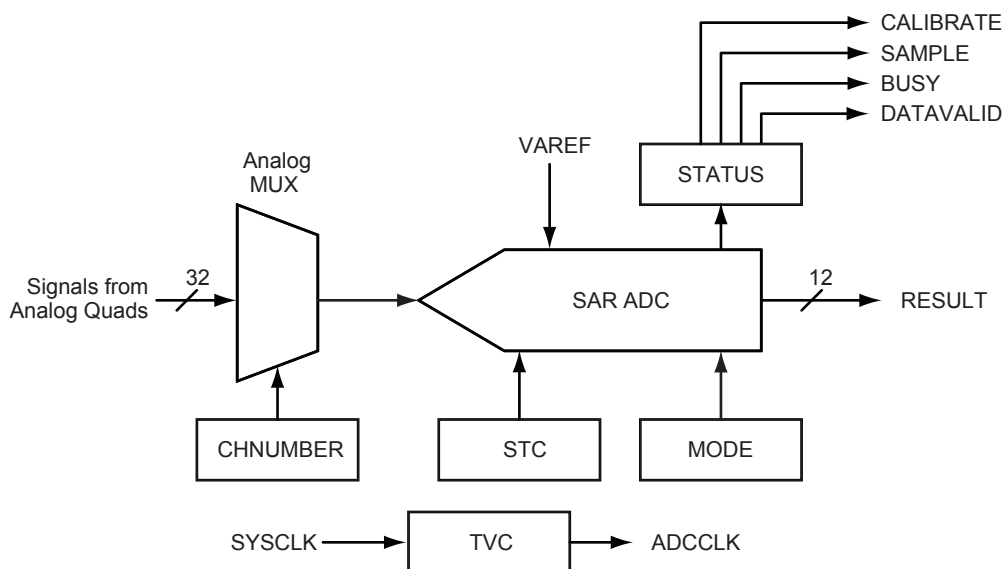 CALIBRATE
SAMPLE
BUSY
DATAVALID
VAREF
STATUS
Analog
MUX
Signals from
Analog Quads
32
SAR ADC
12
RESULT
CHNUMBER
STC
MODE
SYSCLK
TVC
ADCCLK